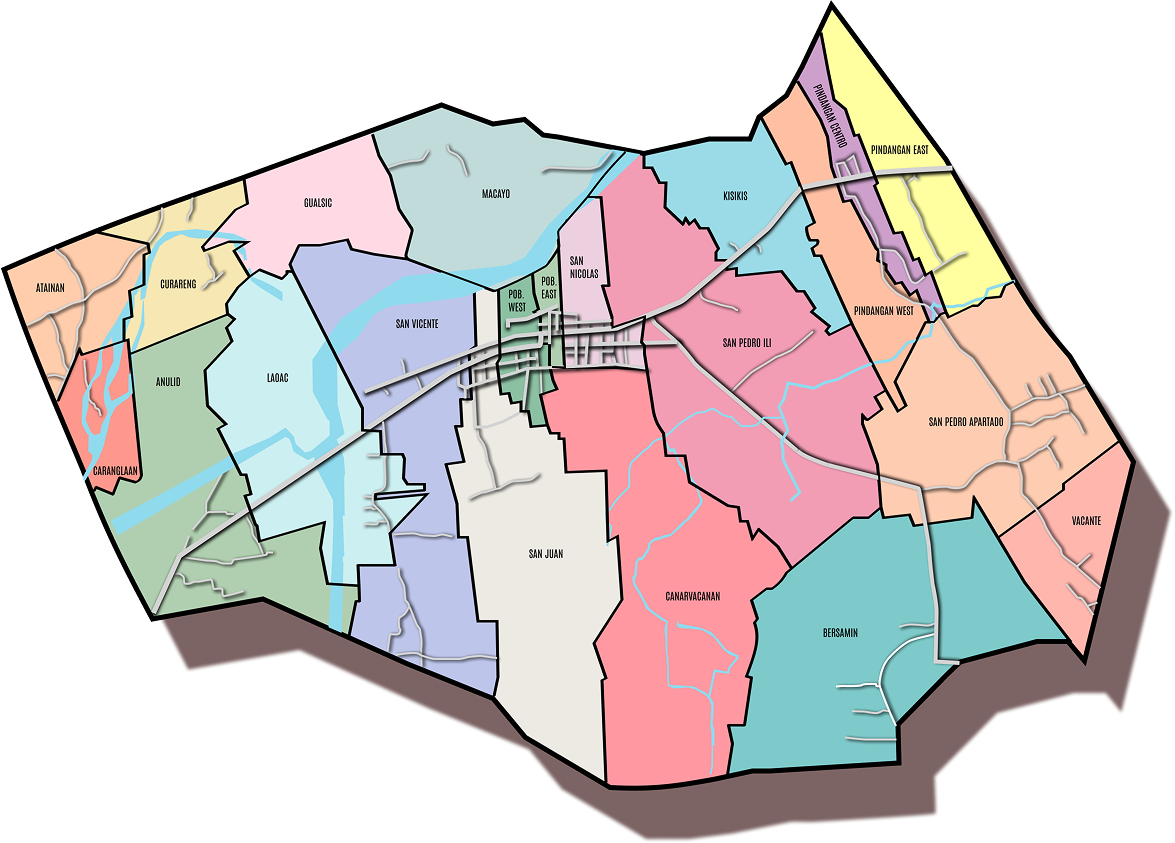 PINDANGAN CENTRO
PINDANGAN EAST
MACAYO
KISIKIS
GUALSIC
SAN
NICOLAS
ATAINAN
CURARENG
POB.
WEST
POB.
EAST
SAN VICENTE
PINDANGAN WEST
SAN PEDRO ILI
ANULID
LAOAC
SAN PEDRO APARTADO
CARANGLAAN
VACANTE
SAN JUAN
CANARVACANAN
BERSAMIN